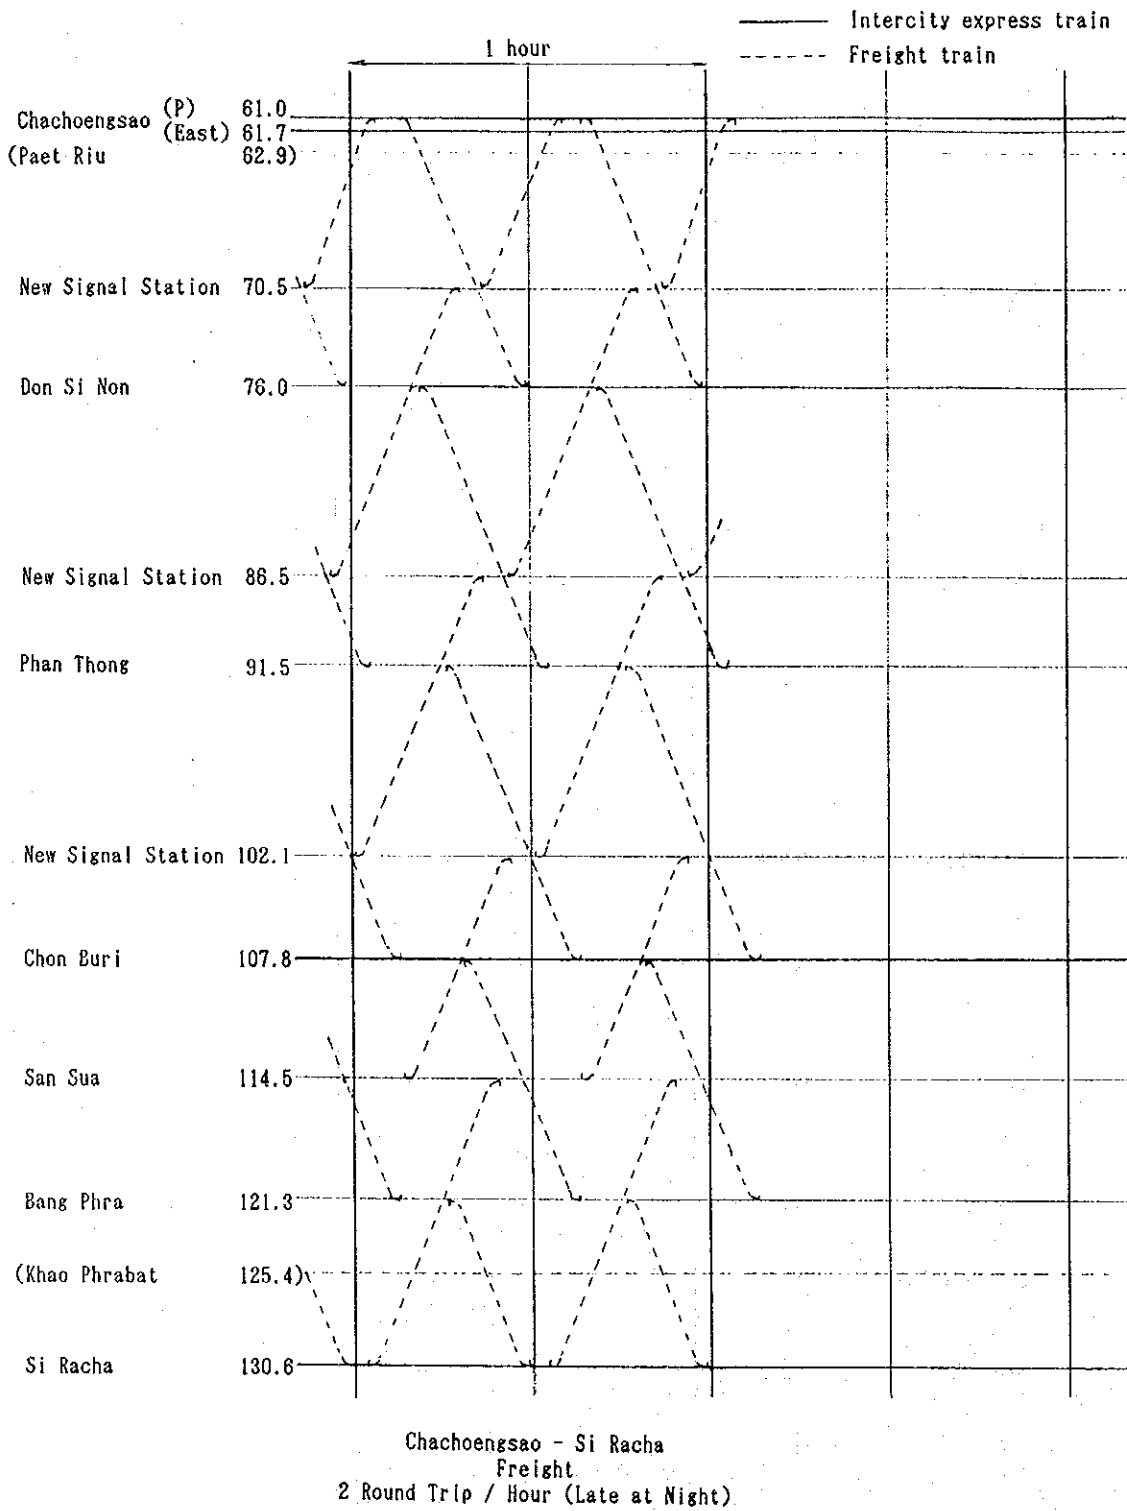 Intercity express train
1 hour
Freight train
Chachoengsao (P) 61.0
(East) 61.7
(Paet Riu 62.9)
New Signal Station 70.5
Don Si Non 76.0
New Signal Station 86.5
Phan Thong 91.5
New Signal Station 102.1
Chon Buri 107.8
San Sua 114.5
Bang Phra 121.3
(Khao Phrabat 125.4)
Si Racha 130.6
Chachoengsao - Si Racha
Freight
2 Round Trip / Hour (Late at Night)